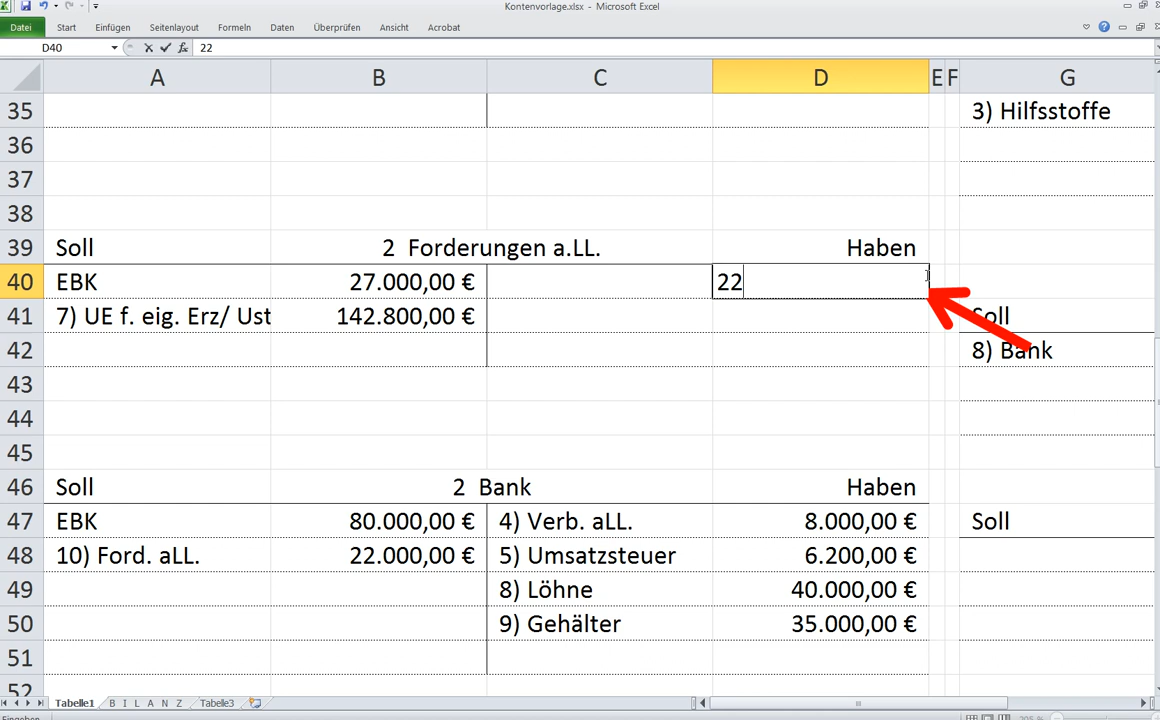 Kontenvorlage.xlsx - Microsoft Excel
Datei Start Einfügen Seitenlayout Formeln Daten Überprüfen Ansicht Acrobat
D40 fx 22
A B C D E F G
35 3) Hilfsstoffe
36
37
38
39 Soll 2 Forderungen a.LL. Haben
40 EBK 27.000,00 € 22
41 7) UE f. eig. Erz/ Ust 142.800,00 € Soll
42 8) Bank
43
44
45
46 Soll 2 Bank Haben
47 EBK 80.000,00 € 4) Verb. aLL. 8.000,00 € Soll
48 10) Ford. aLL. 22.000,00 € 5) Umsatzsteuer 6.200,00 €
49 8) Löhne 40.000,00 €
50 9) Gehälter 35.000,00 €
51
52
Tabelle1 B I L A N Z Tabelle3